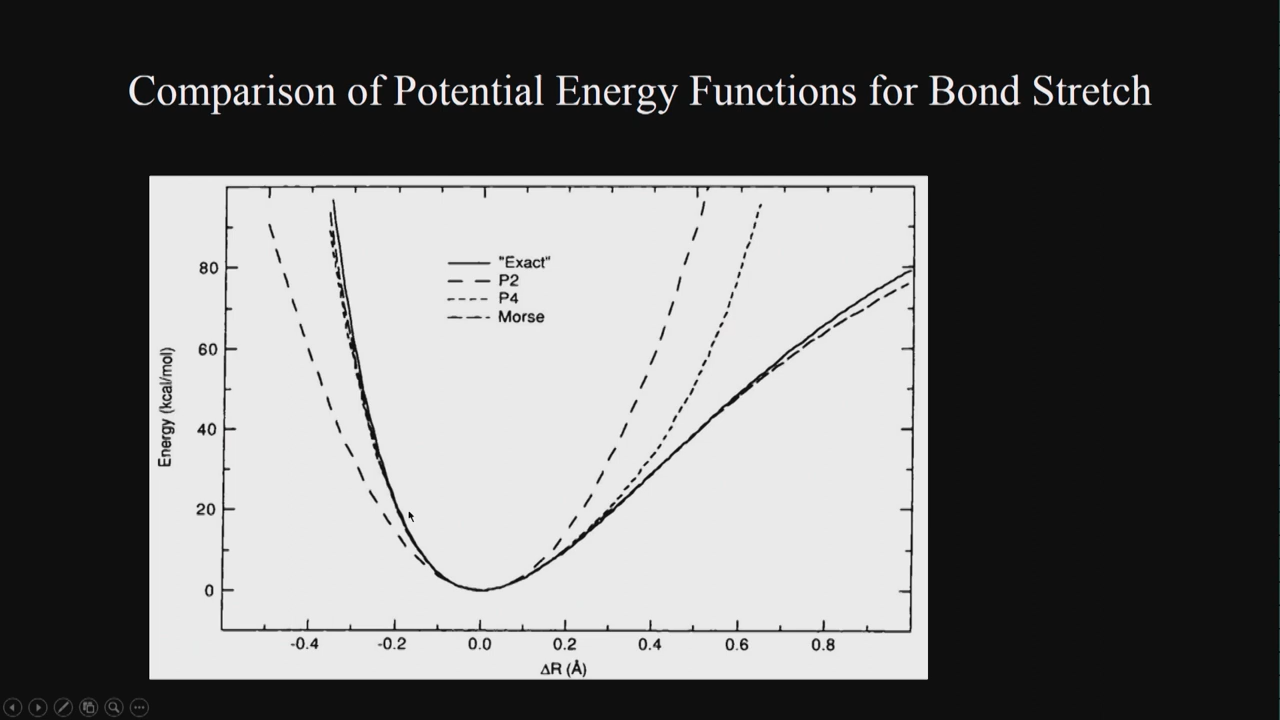 Comparison of Potential Energy Functions for Bond Stretch
"Exact"
P2
P4
Morse
80
60
40
20
0
Energy (kcal/mol)
-0.4 -0.2 0.0 0.2 0.4 0.6 0.8
ΔR (Å)